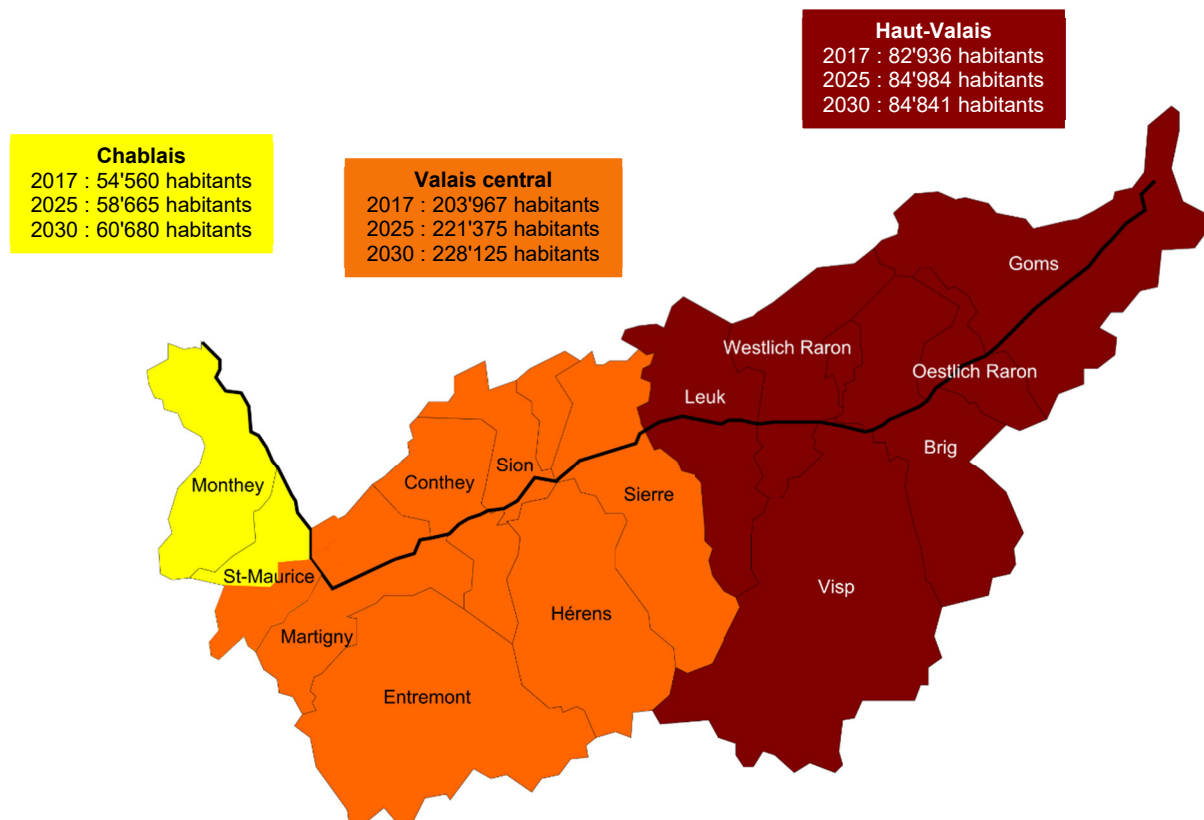 Haut-Valais
2017 : 82'936 habitants
2025 : 84'984 habitants
2030 : 84'841 habitants
Chablais
2017 : 54'560 habitants
2025 : 58'665 habitants
2030 : 60'680 habitants
Valais central
2017 : 203'967 habitants
2025 : 221'375 habitants
2030 : 228'125 habitants
Goms
Westlich Raron
Oestlich Raron
Leuk
Brig
Sion
Conthey
Monthey
Sierre
St-Maurice
Visp
Hérens
Martigny
Entremont